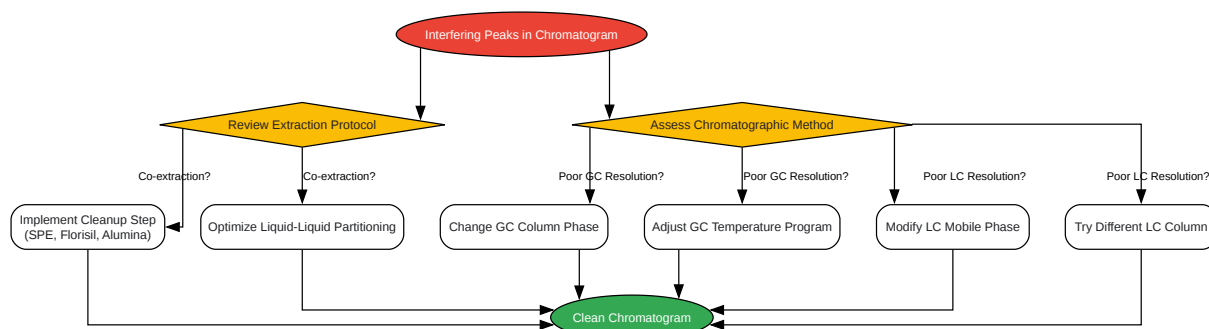 Interfering Peaks in Chromatogram
Review Extraction Protocol
Assess Chromatographic Method
Co-extraction?
Co-extraction?
Poor GC Resolution?
Poor GC Resolution?
Poor LC Resolution?
Poor LC Resolution?
Implement Cleanup Step
(SPE, Florisil, Alumina)
Optimize Liquid-Liquid Partitioning
Change GC Column Phase
Adjust GC Temperature Program
Modify LC Mobile Phase
Try Different LC Column
Clean Chromatogram